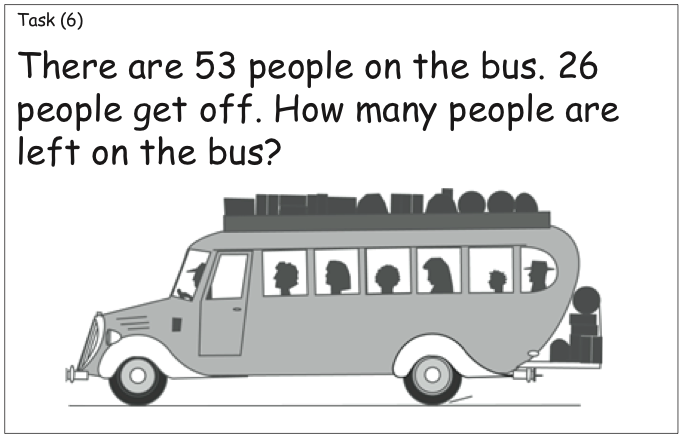 Task (6)
There are 53 people on the bus. 26
people get off. How many people are
left on the bus?